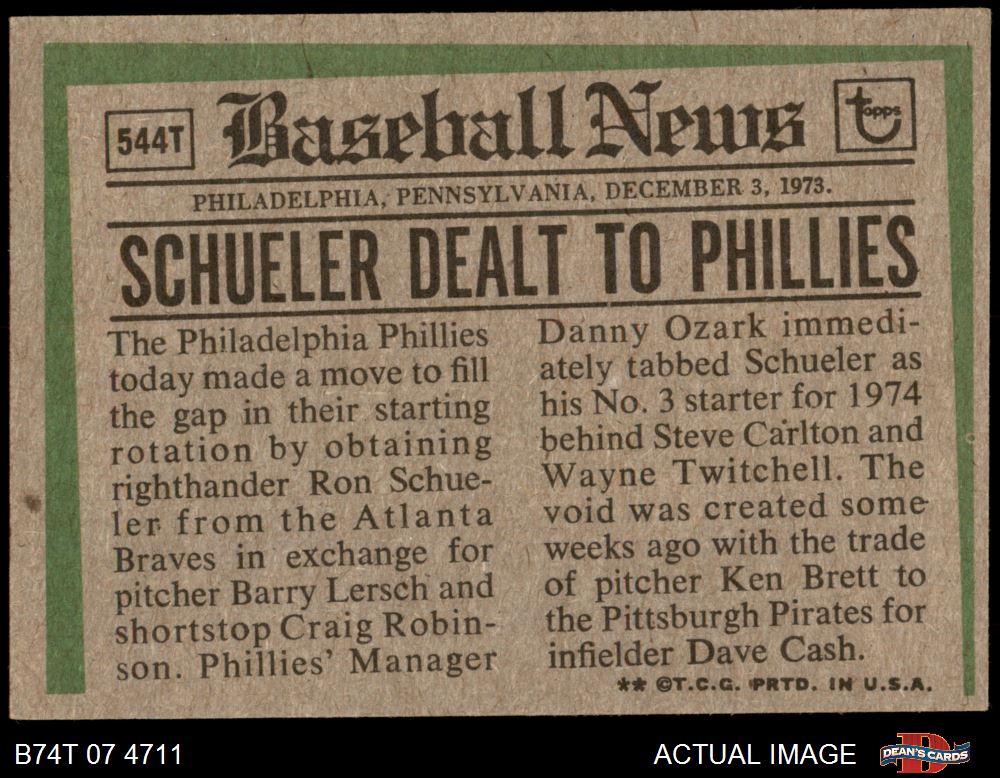 544T
Baseball News
topps
PHILADELPHIA, PENNSYLVANIA, DECEMBER 3, 1973.
SCHUELER DEALT TO PHILLIES
The Philadelphia Phillies
today made a move to fill
the gap in their starting
rotation by obtaining
righthander Ron Schue-
ler from the Atlanta
Braves in exchange for
pitcher Barry Lersch and
shortstop Craig Robin-
son. Phillies' Manager
Danny Ozark immedi-
ately tabbed Schueler as
his No. 3 starter for 1974
behind Steve Carlton and
Wayne Twitchell. The
void was created some
weeks ago with the trade
of pitcher Ken Brett to
the Pittsburgh Pirates for
infielder Dave Cash.
** ©T.C.G. PRTD. IN U.S.A.
B74T 07 4711
ACTUAL IMAGE
D
DEAN'S CARDS